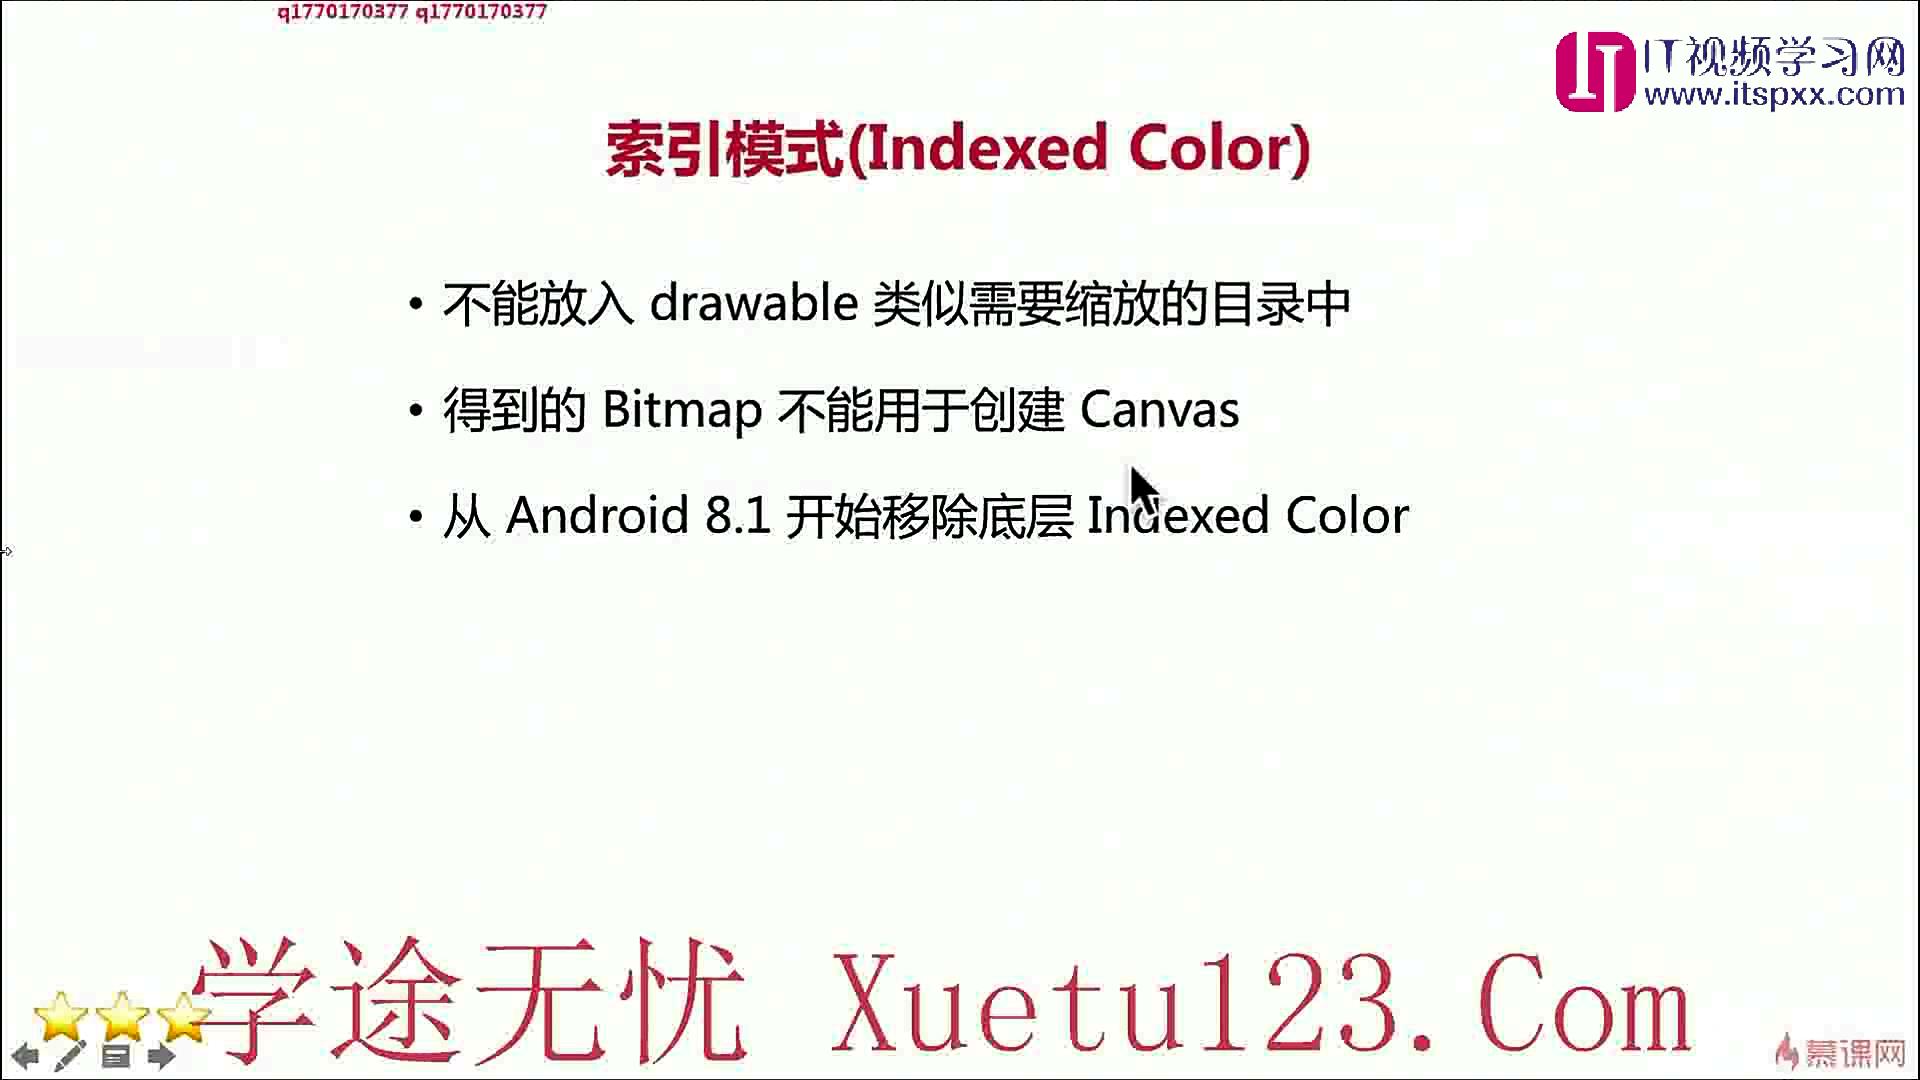 q1770170377 q1770170377
IT视频学习网
www.itspxx.com
索引模式(Indexed Color)
• 不能放入 drawable 类似需要缩放的目录中
• 得到的 Bitmap 不能用于创建 Canvas
• 从 Android 8.1 开始移除底层 Indexed Color
学途无忧 Xuetu123.Com
慕课网